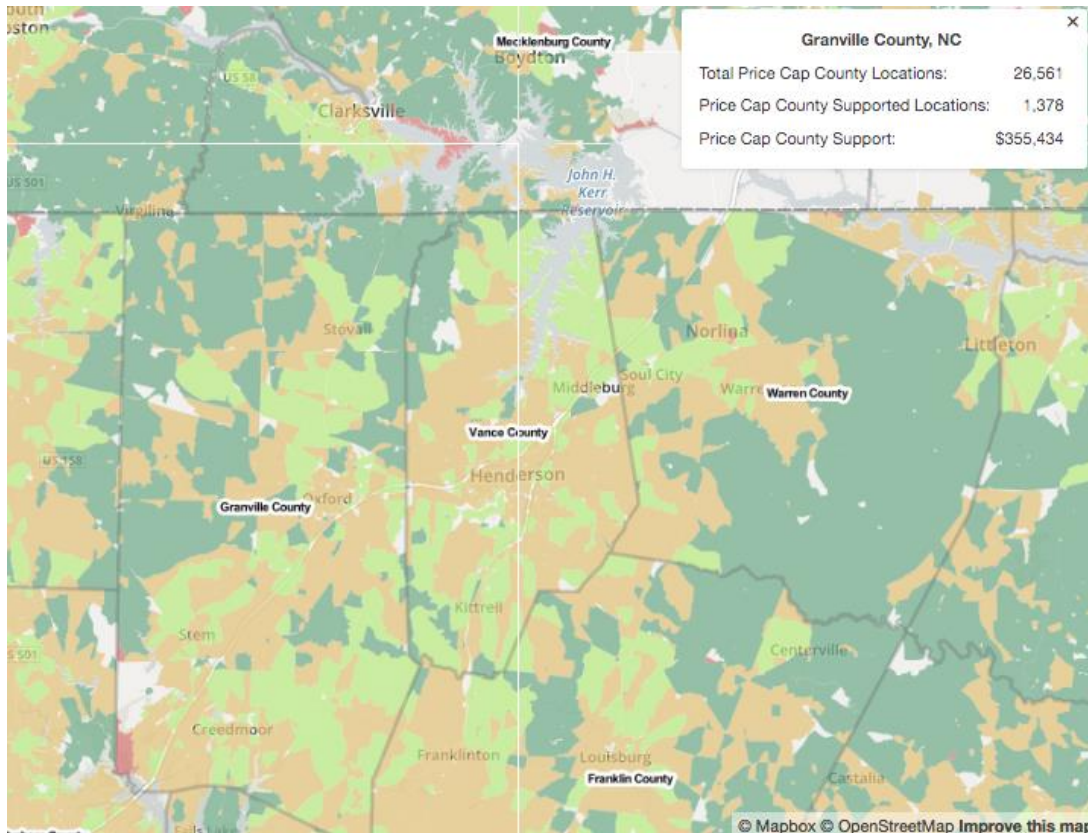 Mecklenburg County
Boydton
US 58
Clarksville
John H.
Kerr
Reservoir
US 501
Virgilina
×
Granville County, NC
Total Price Cap County Locations: 26,561
Price Cap County Supported Locations: 1,378
Price Cap County Support: $355,434
Stovall
Norlina
Littleton
Middleburg
Soul City
Warren County
Vance County
US 158
Henderson
Granville County
Oxford
Kittrell
Stem
Centerville
Creedmoor
Franklinton
Louisburg
Franklin County
Castalia
Falls Lake
© Mapbox © OpenStreetMap Improve this map